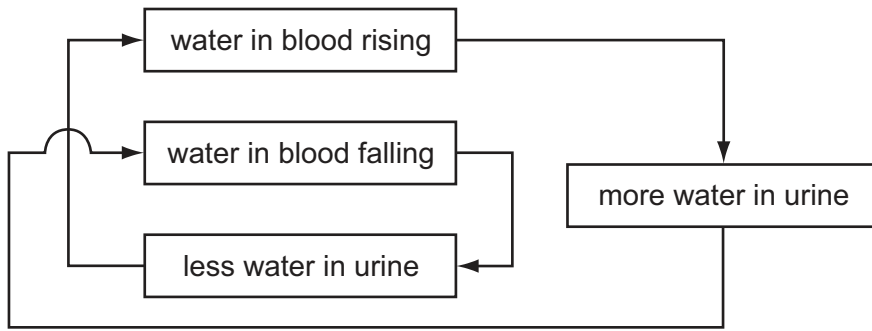 water in blood rising
water in blood falling
more water in urine
less water in urine